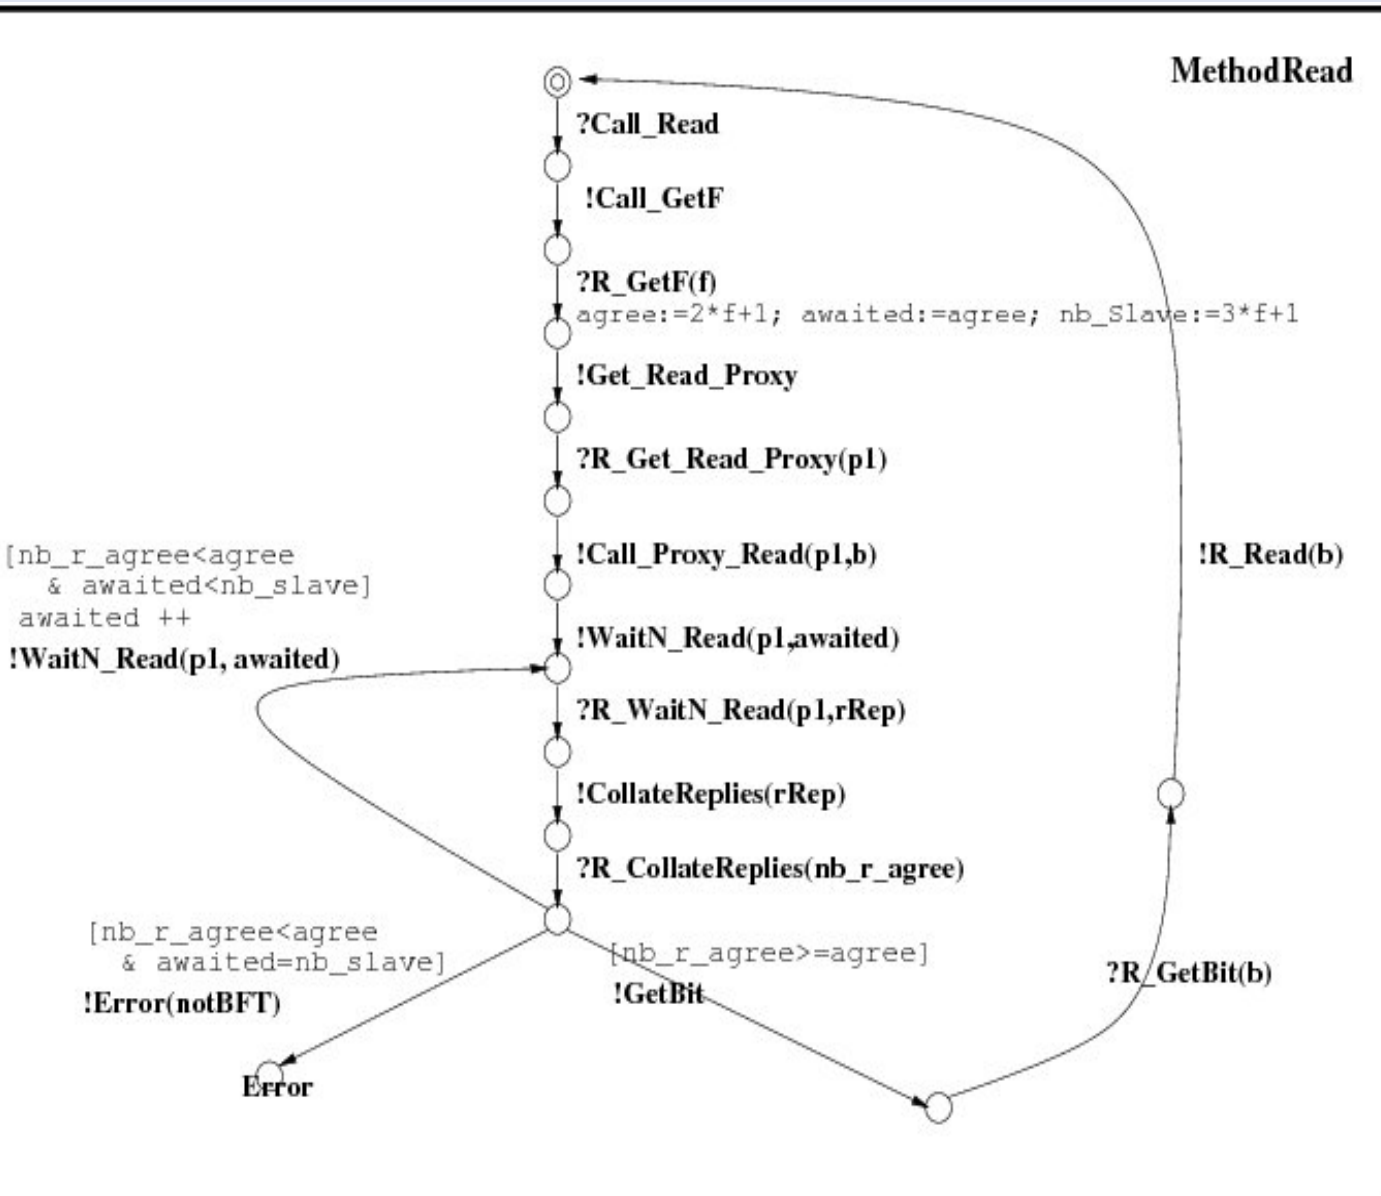 MethodRead
?Call_Read
!Call_GetF
?R_GetF(f)
agree:=2*f+1; awaited:=agree; nb_Slave:=3*f+1
!Get_Read_Proxy
?R_Get_Read_Proxy(p1)
[nb_r_agree<agree
& awaited<nb_slave]
awaited ++
!WaitN_Read(p1, awaited)
!Call_Proxy_Read(p1,b)
!R_Read(b)
!WaitN_Read(p1,awaited)
?R_WaitN_Read(p1,rRep)
!CollateReplies(rRep)
?R_CollateReplies(nb_r_agree)
[nb_r_agree<agree
& awaited=nb_slave]
!Error(notBFT)
[nb_r_agree>=agree]
!GetBit
?R_GetBit(b)
Error